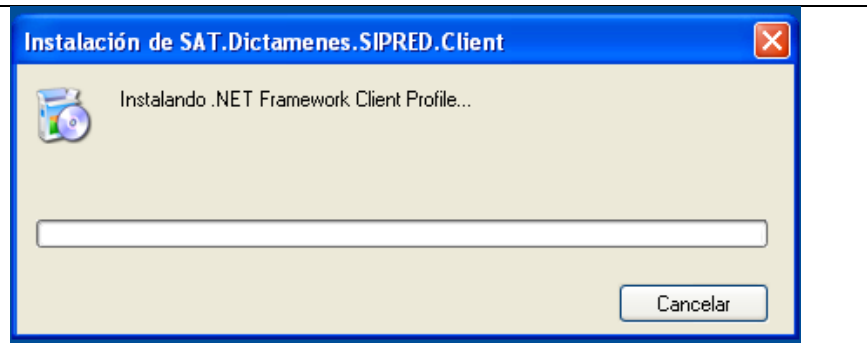 Instalación de SAT.Dictamenes.SIPRED.Client
Instalando .NET Framework Client Profile...
Cancelar